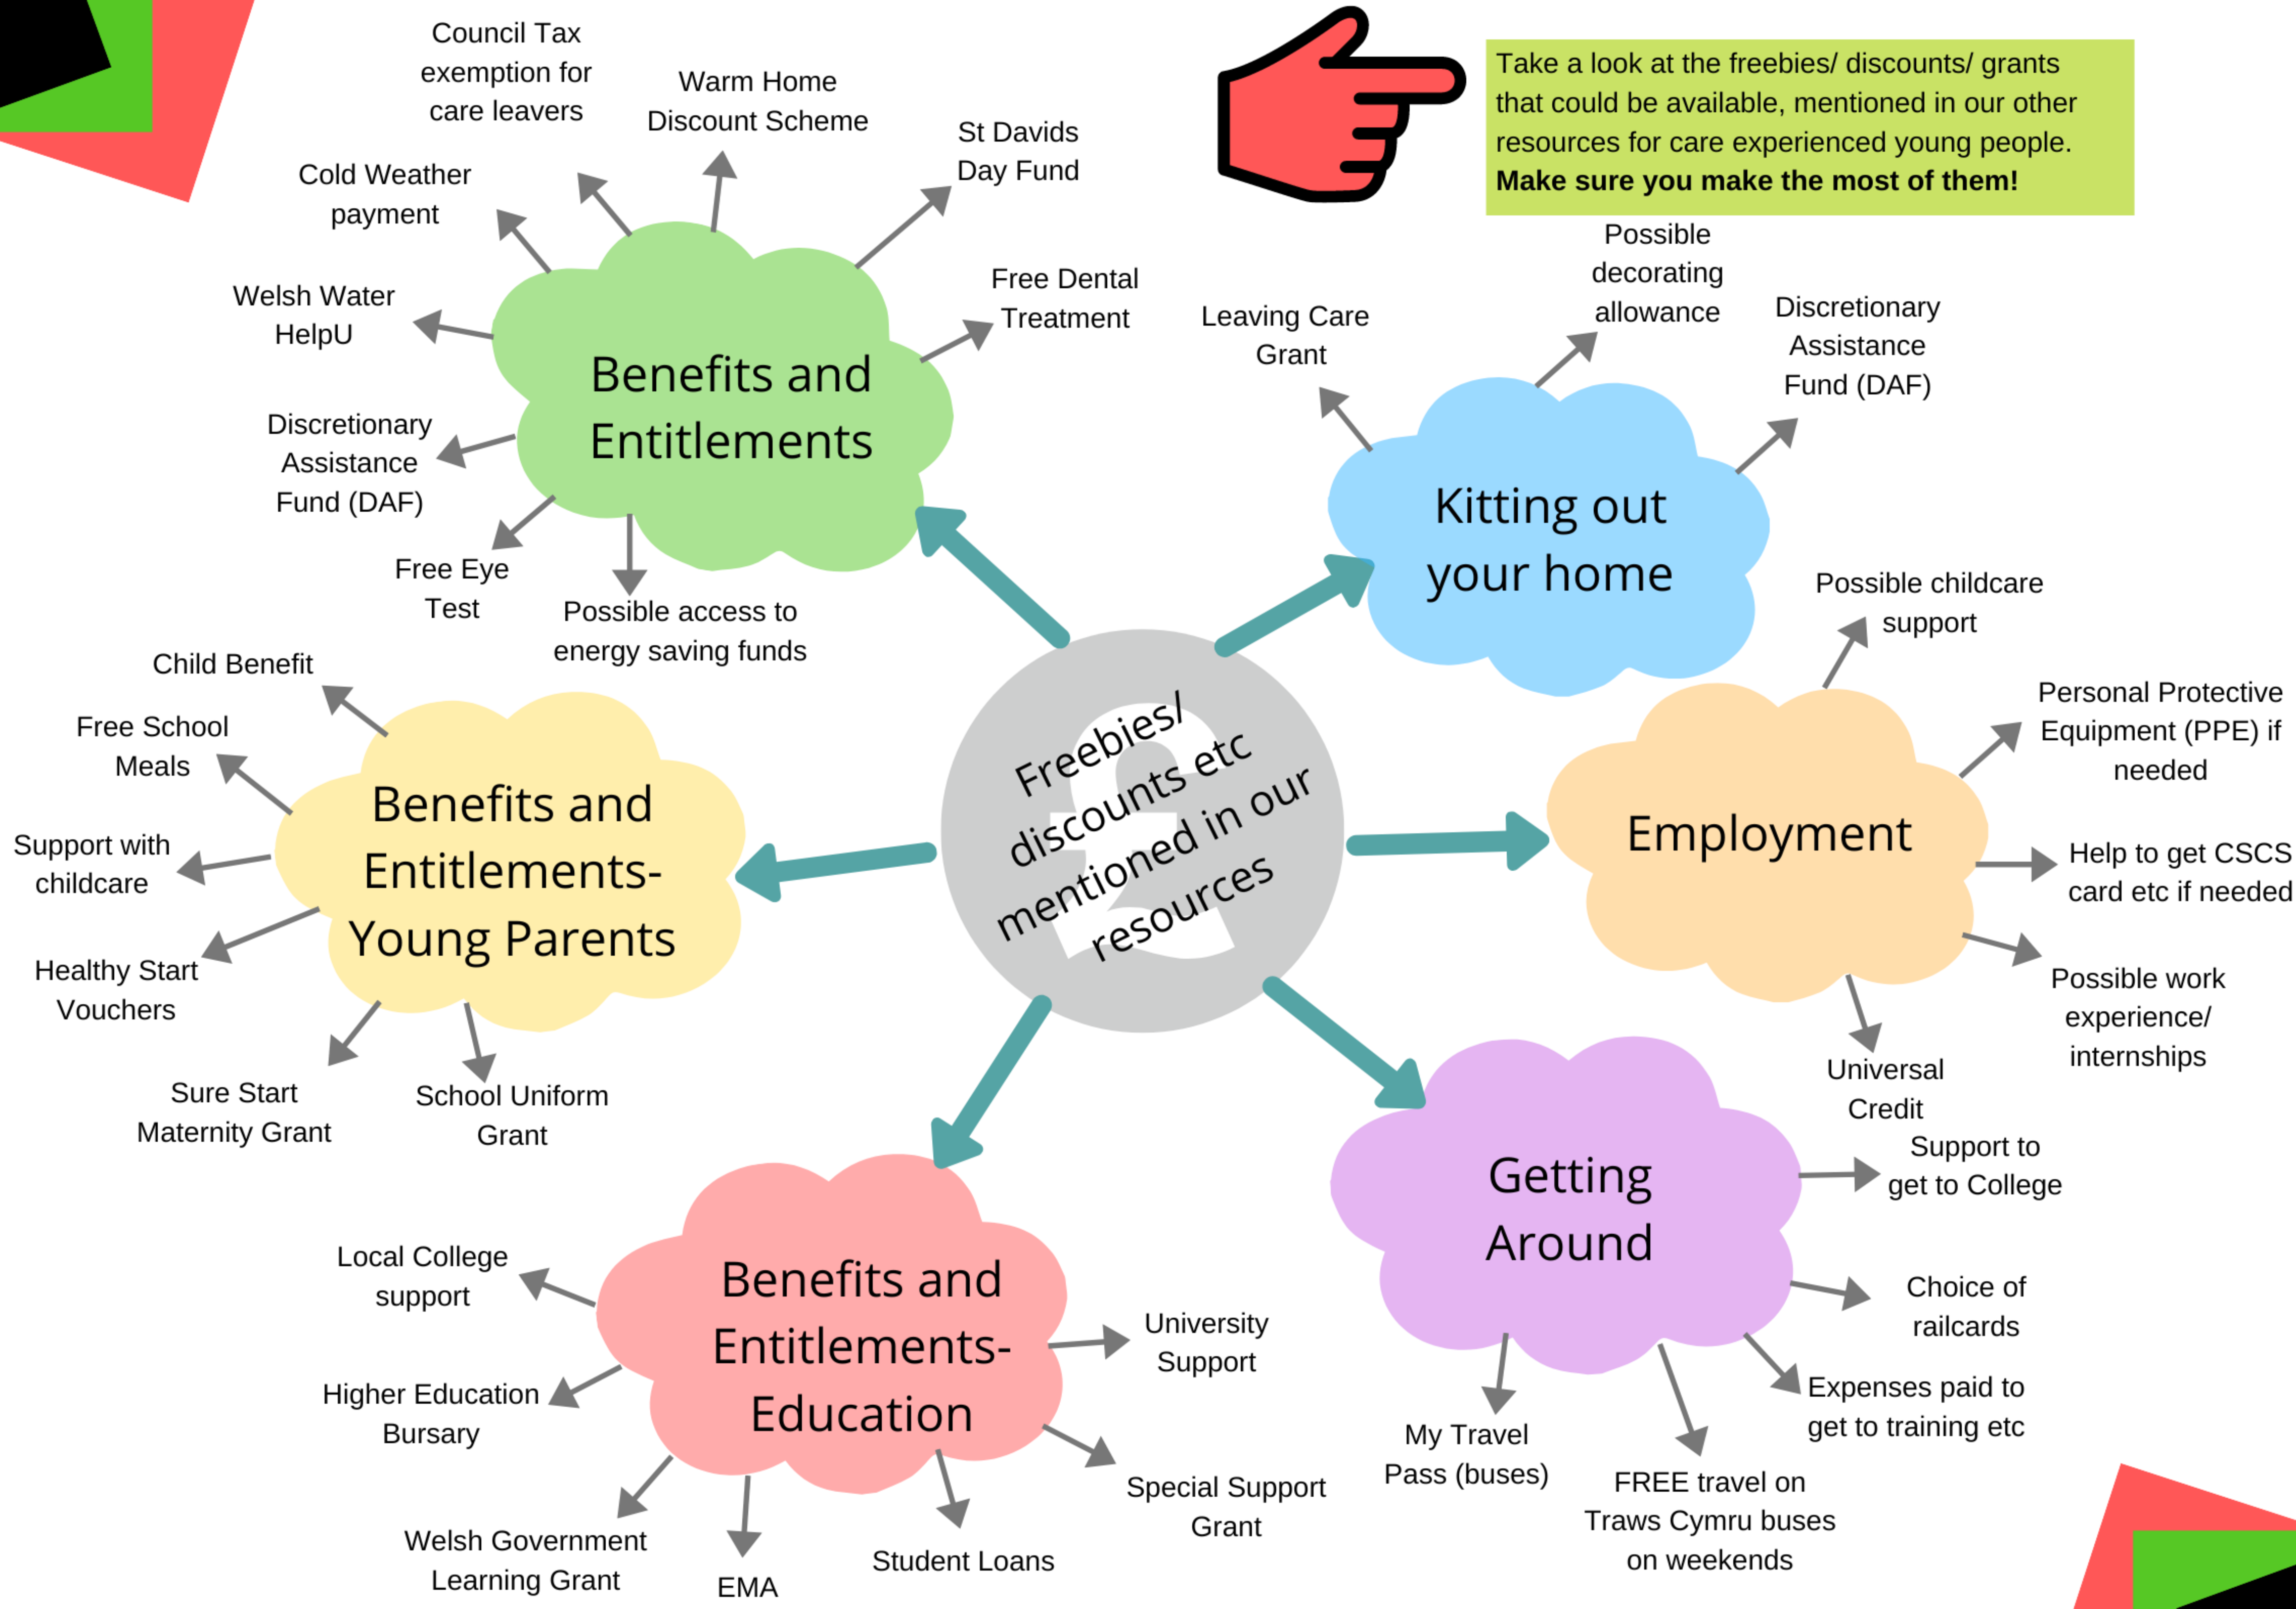 Council Tax
exemption for
care leavers
Warm Home
Discount Scheme
St Davids
Day Fund
Cold Weather
payment
Welsh Water
HelpU
Free Dental
Treatment
Discretionary
Assistance
Fund (DAF)
Free Eye
Test
Possible access to
energy saving funds
Benefits and
Entitlements
Take a look at the freebies/ discounts/ grants
that could be available, mentioned in our other
resources for care experienced young people.
Make sure you make the most of them!
Leaving Care
Grant
Possible
decorating
allowance
Discretionary
Assistance
Fund (DAF)
Kitting out
your home
Child Benefit
Free School
Meals
Support with
childcare
Healthy Start
Vouchers
Sure Start
Maternity Grant
School Uniform
Grant
Benefits and
Entitlements-
Young Parents
£
Freebies/
discounts etc
mentioned in our
resources
Employment
Possible childcare
support
Personal Protective
Equipment (PPE) if
needed
Help to get CSCS
card etc if needed
Possible work
experience/
internships
Universal
Credit
Getting
Around
Support to
get to College
Choice of
railcards
Expenses paid to
get to training etc
FREE travel on
Traws Cymru buses
on weekends
My Travel
Pass (buses)
Benefits and
Entitlements-
Education
Local College
support
Higher Education
Bursary
Welsh Government
Learning Grant
EMA
Student Loans
Special Support
Grant
University
Support